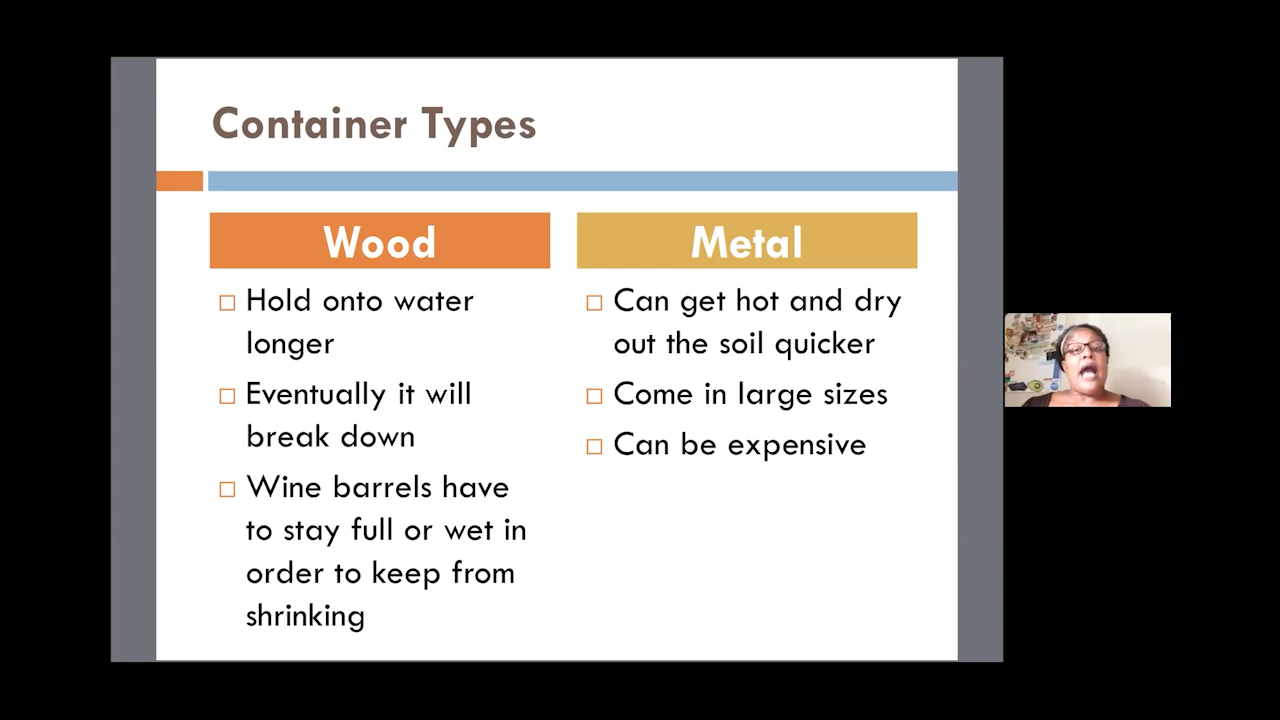 Container Types
Wood
Hold onto water
longer
Eventually it will
break down
Wine barrels have
to stay full or wet in
order to keep from
shrinking
Metal
Can get hot and dry
out the soil quicker
Come in large sizes
Can be expensive